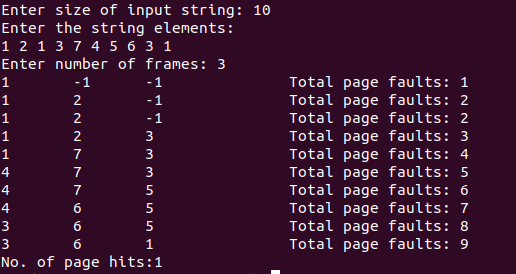 Enter size of input string: 10
Enter the string elements:
1 2 1 3 7 4 5 6 3 1
Enter number of frames: 3
1 -1 -1 Total page faults: 1
1 2 -1 Total page faults: 2
1 2 -1 Total page faults: 2
1 2 3 Total page faults: 3
1 7 3 Total page faults: 4
4 7 3 Total page faults: 5
4 7 5 Total page faults: 6
4 6 5 Total page faults: 7
3 6 5 Total page faults: 8
3 6 1 Total page faults: 9
No. of page hits:1